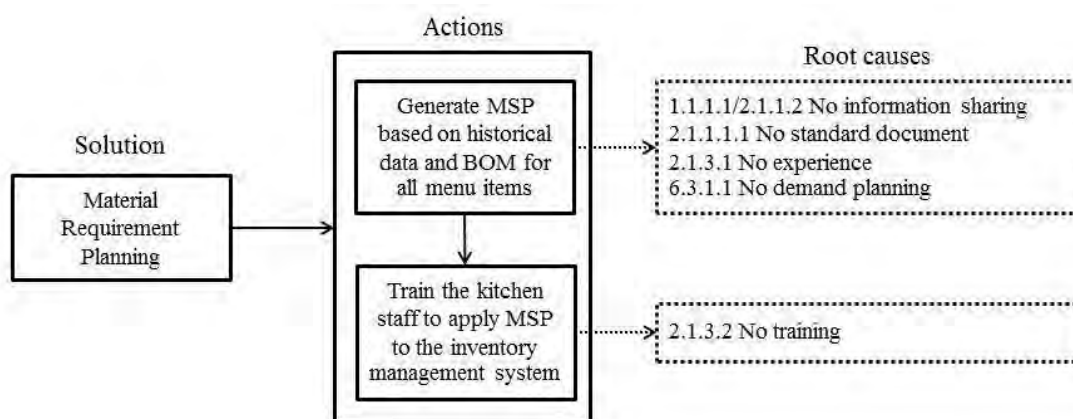 Solution
Material
Requirement
Planning
Actions
Generate MSP
based on historical
data and BOM for
all menu items
Train the kitchen
staff to apply MSP
to the inventory
management system
Root causes
1.1.1.1/2.1.1.2 No information sharing
2.1.1.1.1 No standard document
2.1.3.1 No experience
6.3.1.1 No demand planning
2.1.3.2 No training